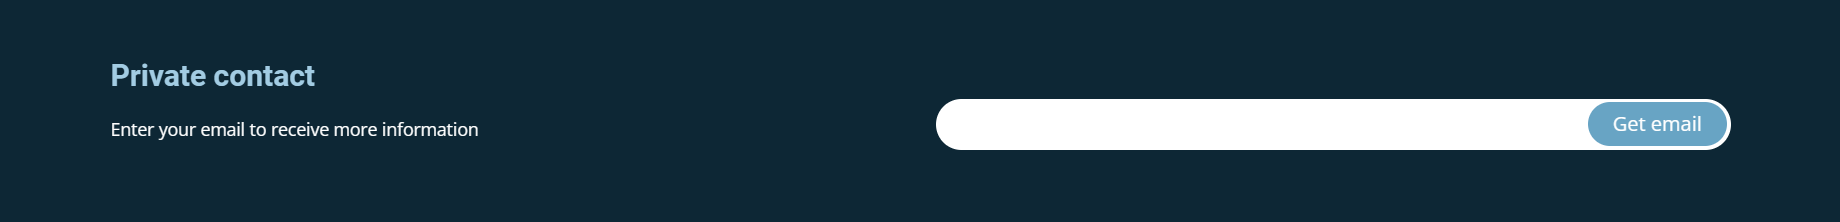 Private contact
Enter your email to receive more information
Get email